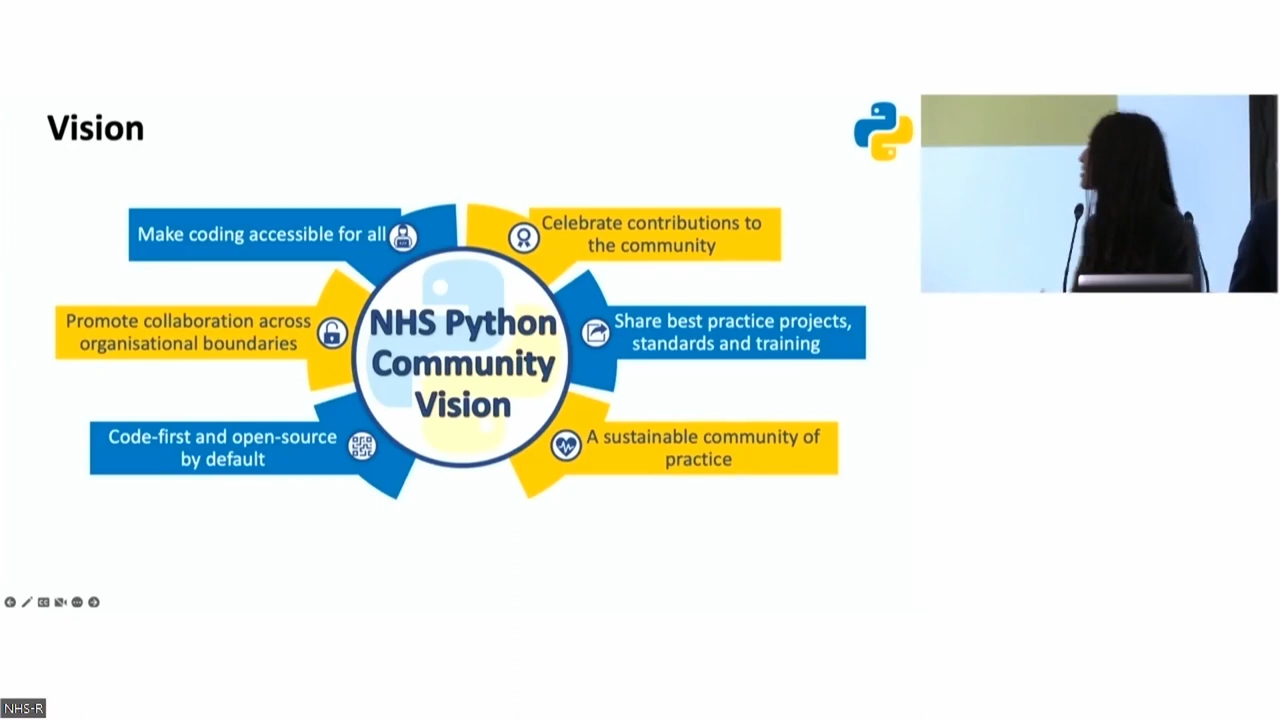 Vision
Make coding accessible for all
Celebrate contributions to
the community
Promote collaboration across
organisational boundaries
NHS Python
Community
Vision
Share best practice projects,
standards and training
Code-first and open-source
by default
A sustainable community of
practice
NHS-R